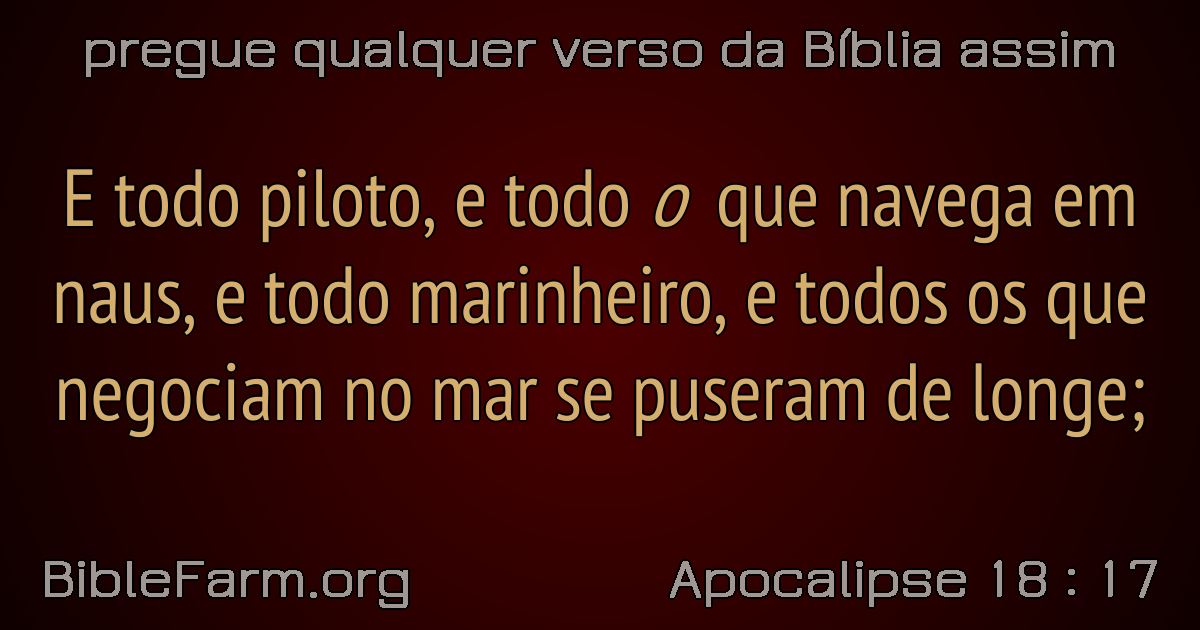 pregue qualquer verso da Bíblia assim
E todo piloto, e todo o que navega em
naus, e todo marinheiro, e todos os que
negociam no mar se puseram de longe;
BibleFarm.org
Apocalipse 18 : 17